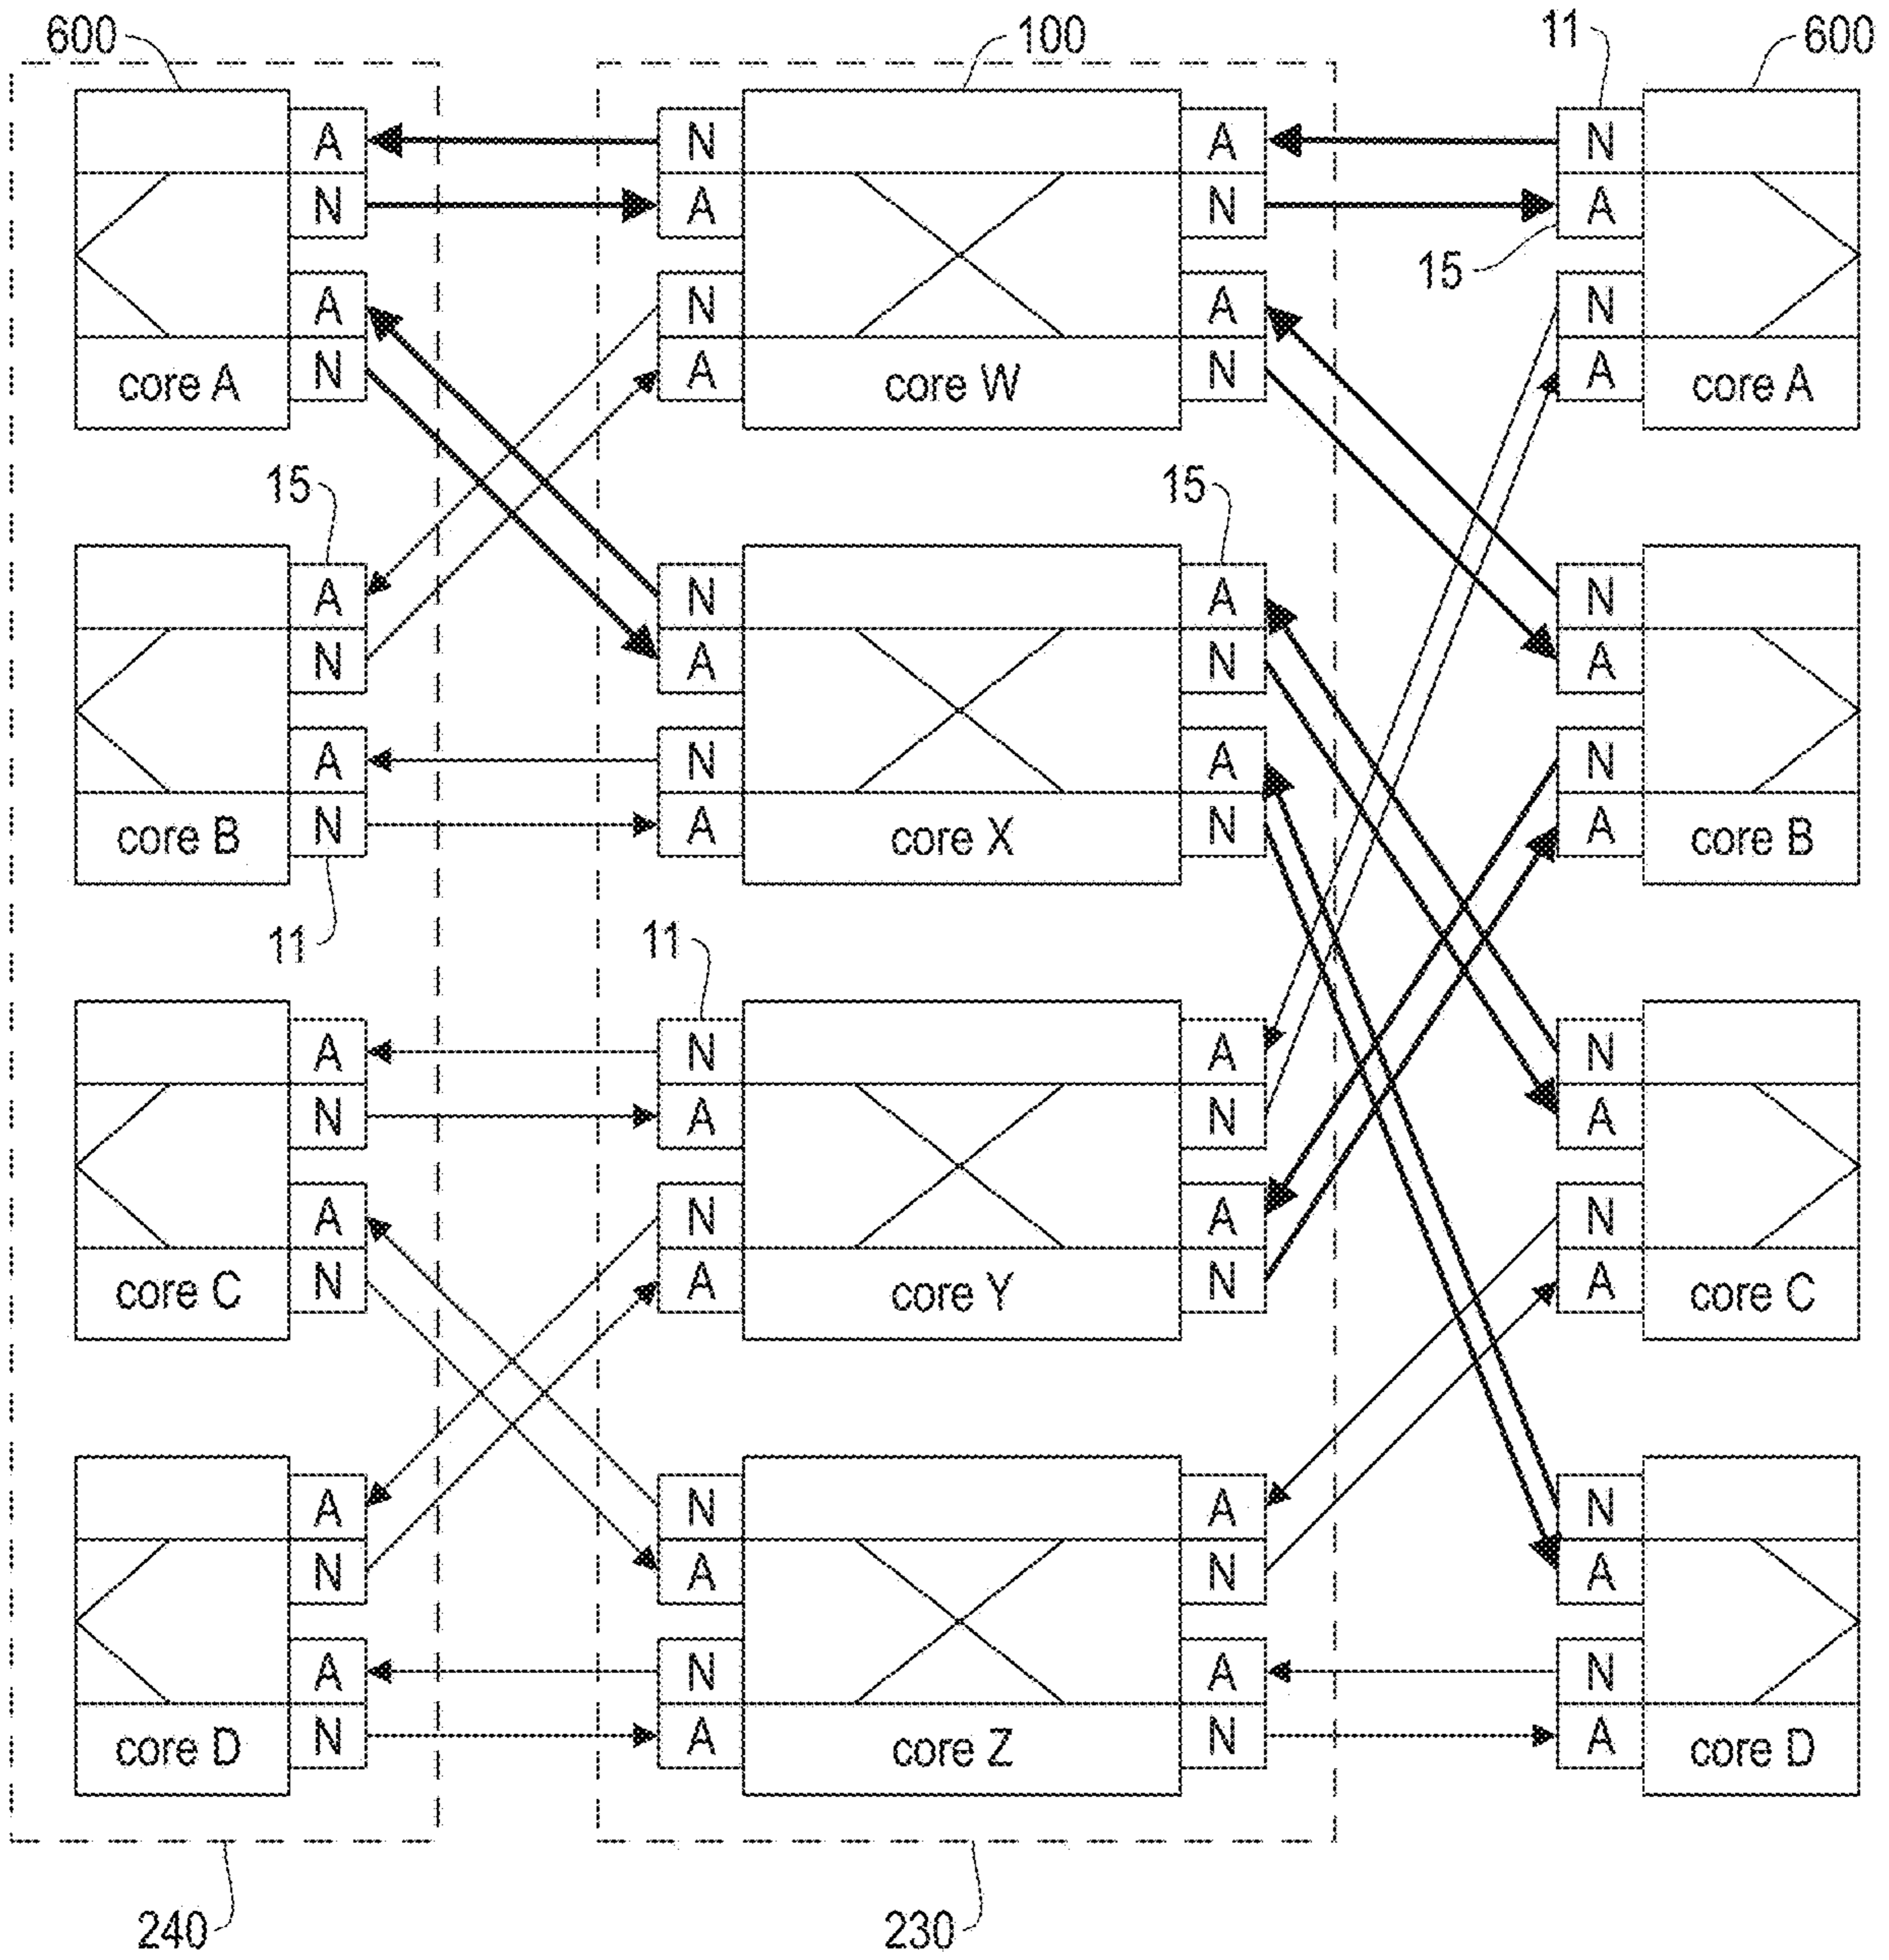 600 100 11 600
A N A N
N A N A
15
A N A N
core A N A core W N A core A
15 15
A N A N
N A N A
A N A N
core B N A core X N A core B
11 11
A N A N
N A N A
A N A N
core C N A core Y N A core C
A N A N
N A N A
A N A N
core D N A core Z N A core D
240 230